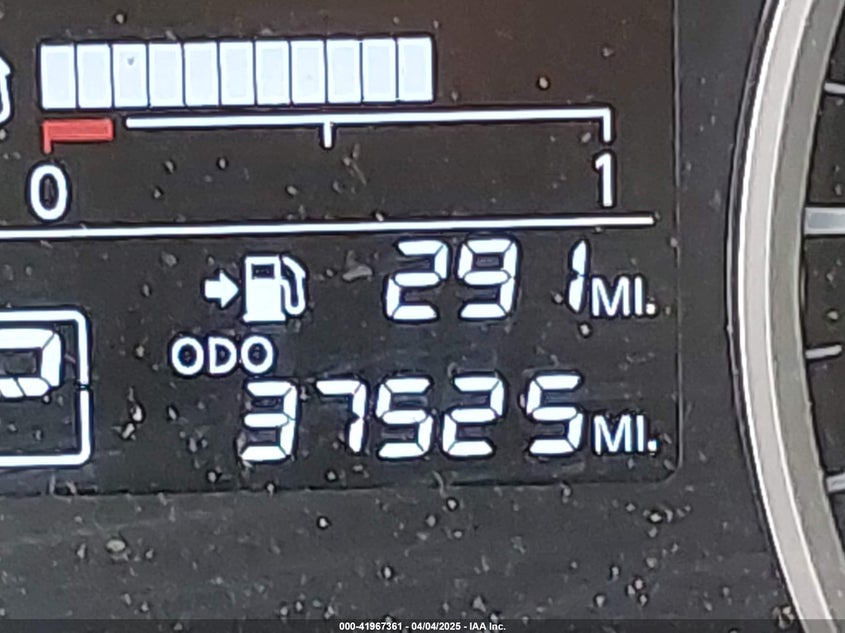 0 1
291 MI.
ODO
P
37525 MI.
000-41967361 - 04/04/2025 - IAA Inc.